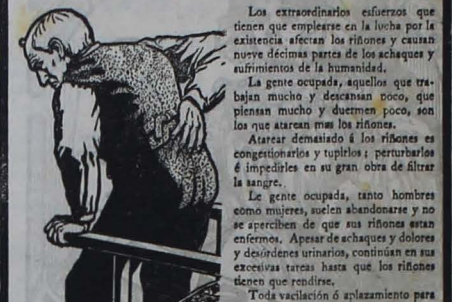 Los extraordinarios esfuerzos que
tienen que emplearse en la lucha por la
existencia afectan los riñones y causan
nueve décimas partes de los achaques y
sufrimientos de la humanidad.
La gente ocupada, aquellos que tra-
bajan mucho y descansan poco, que
piensan mucho y duermen poco, son
los que atarean mas los riñones.
Atarear demasiado á los riñones es
congestionarlos y tupirlos ; perturbarlos
é impedirles en su gran obra de filtrar
la sangre.
Le gente ocupada, tanto hombres
como mujeres, suelen abandonarse y no
se aperciben de que sus riñones estan
enfermos. Apesar de achaques y dolores
y desórdenes urinarios, continúan en sus
excesivas tareas hasta que los riñones
tienen que rendirse.
Toda vacilación ó aplazamiento para